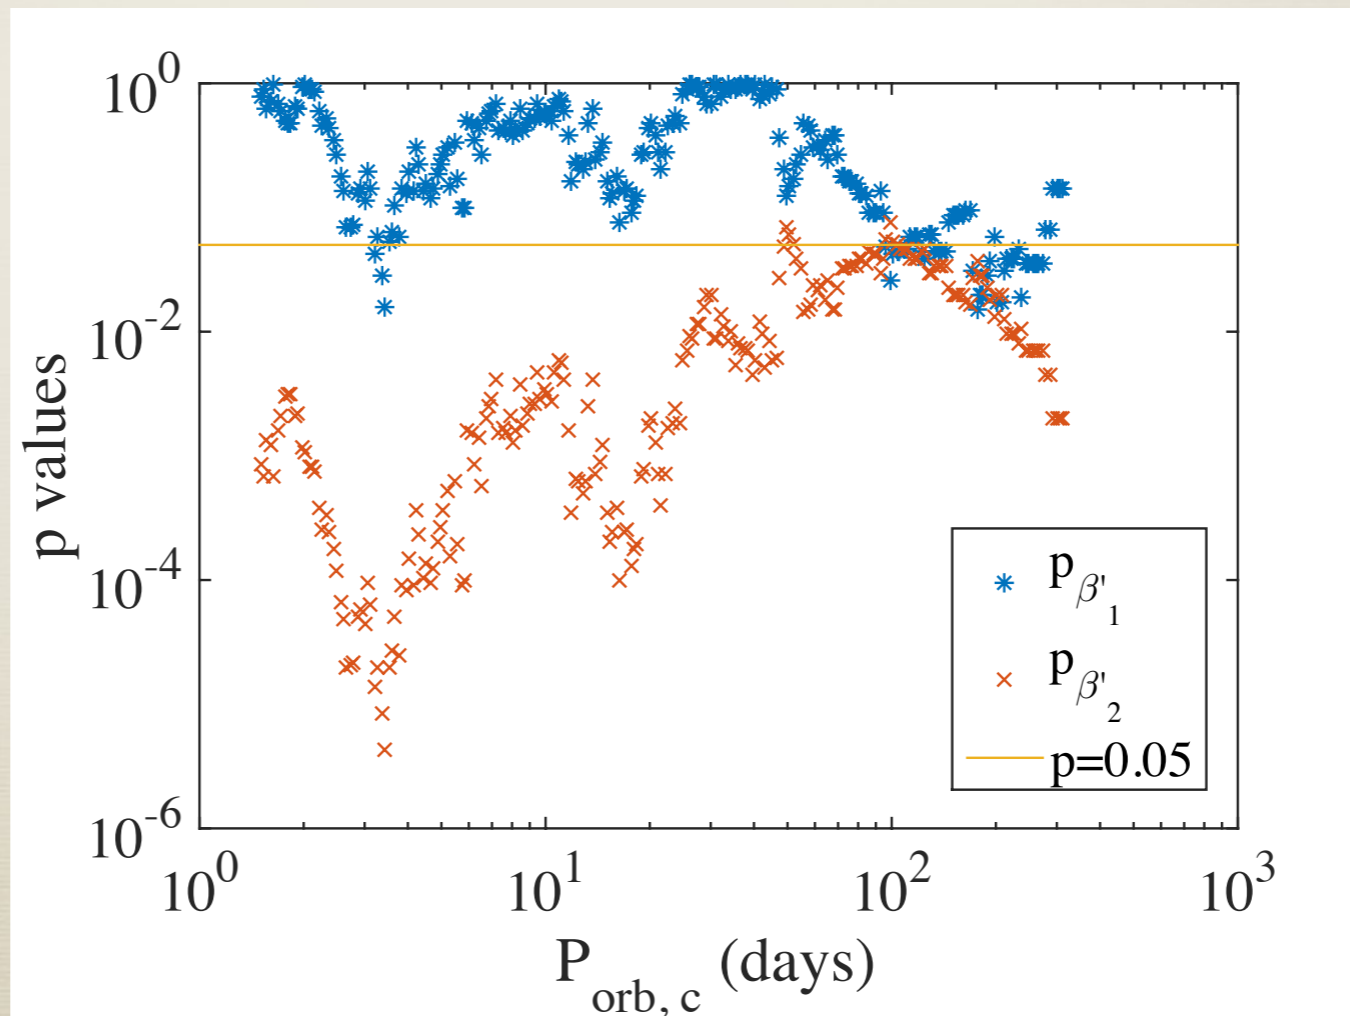 10^0
10^-2
10^-4
10^-6
p values
p_β'_1
p_β'_2
p=0.05
10^0 10^1 10^2 10^3
P_orb, c (days)